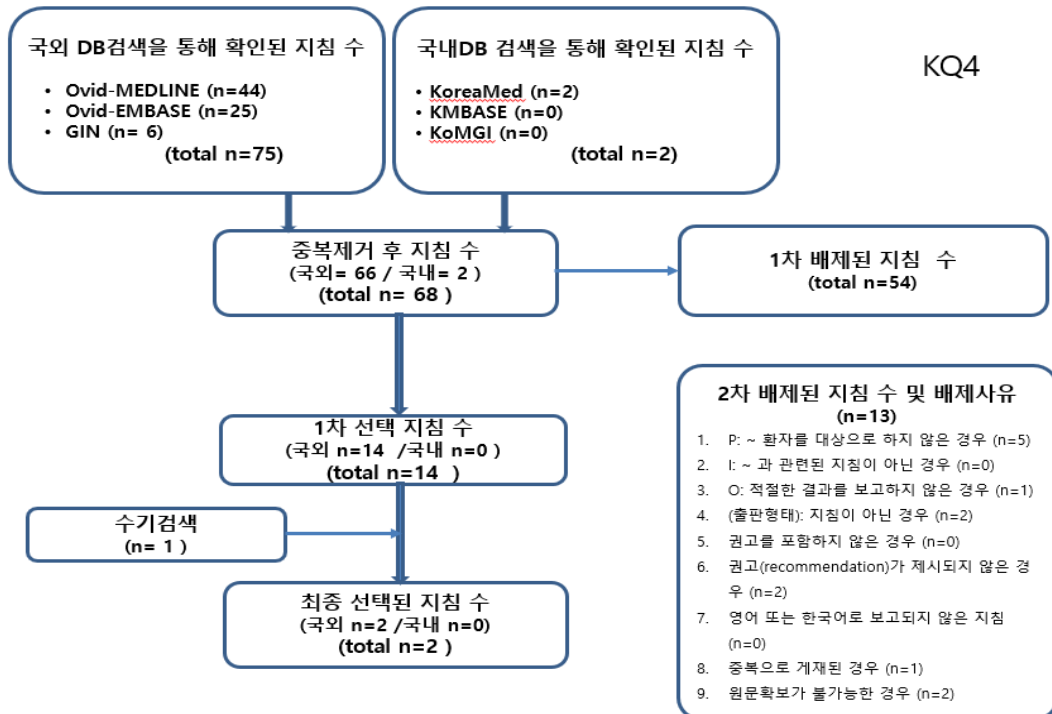 국외 DB검색을 통해 확인된 지침 수
• Ovid-MEDLINE (n=44)
• Ovid-EMBASE (n=25)
• GIN (n= 6)
(total n=75)
국내DB 검색을 통해 확인된 지침 수
• KoreaMed (n=2)
• KMBASE (n=0)
• KoMGI (n=0)
(total n=2)
KQ4
중복제거 후 지침 수
(국외= 66 / 국내= 2 )
(total n= 68 )
1차 배제된 지침 수
(total n=54)
1차 선택 지침 수
(국외 n=14 /국내 n=0 )
(total n=14 )
수기검색
(n= 1 )
최종 선택된 지침 수
(국외 n=2 /국내 n=0)
(total n=2 )
2차 배제된 지침 수 및 배제사유
(n=13)
1. P: ~ 환자를 대상으로 하지 않은 경우 (n=5)
2. I: ~ 과 관련된 지침이 아닌 경우 (n=0)
3. O: 적절한 결과를 보고하지 않은 경우 (n=1)
4. (출판형태): 지침이 아닌 경우 (n=2)
5. 권고를 포함하지 않은 경우 (n=0)
6. 권고(recommendation)가 제시되지 않은 경
우 (n=2)
7. 영어 또는 한국어로 보고되지 않은 지침
(n=0)
8. 중복으로 게재된 경우 (n=1)
9. 원문확보가 불가능한 경우 (n=2)